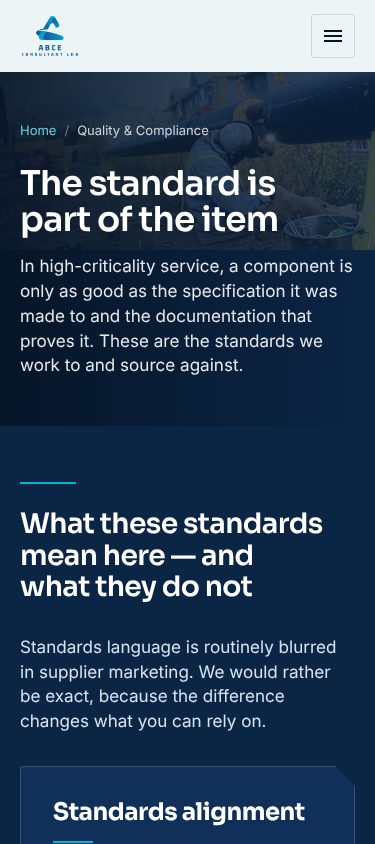 ABCE
CONSULTANT LDA
Home / Quality & Compliance
The standard is
part of the item
In high-criticality service, a component is
only as good as the specification it was
made to and the documentation that
proves it. These are the standards we
work to and source against.
What these standards
mean here — and
what they do not
Standards language is routinely blurred
in supplier marketing. We would rather
be exact, because the difference
changes what you can rely on.
Standards alignment